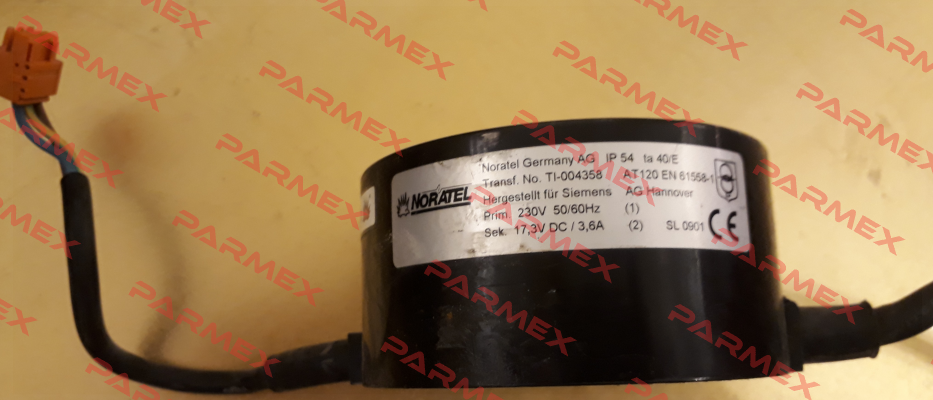 NORATEL
Noratel Germany AG IP 54 ta 40/E
Transf. No. TI-004358 AT120 EN 61558-1
Hergestellt für Siemens AG Hannover
Prim. 230V 50/60Hz (1)
Sek. 17,3V DC / 3,6A (2) SL 0901 CE
PARMEX